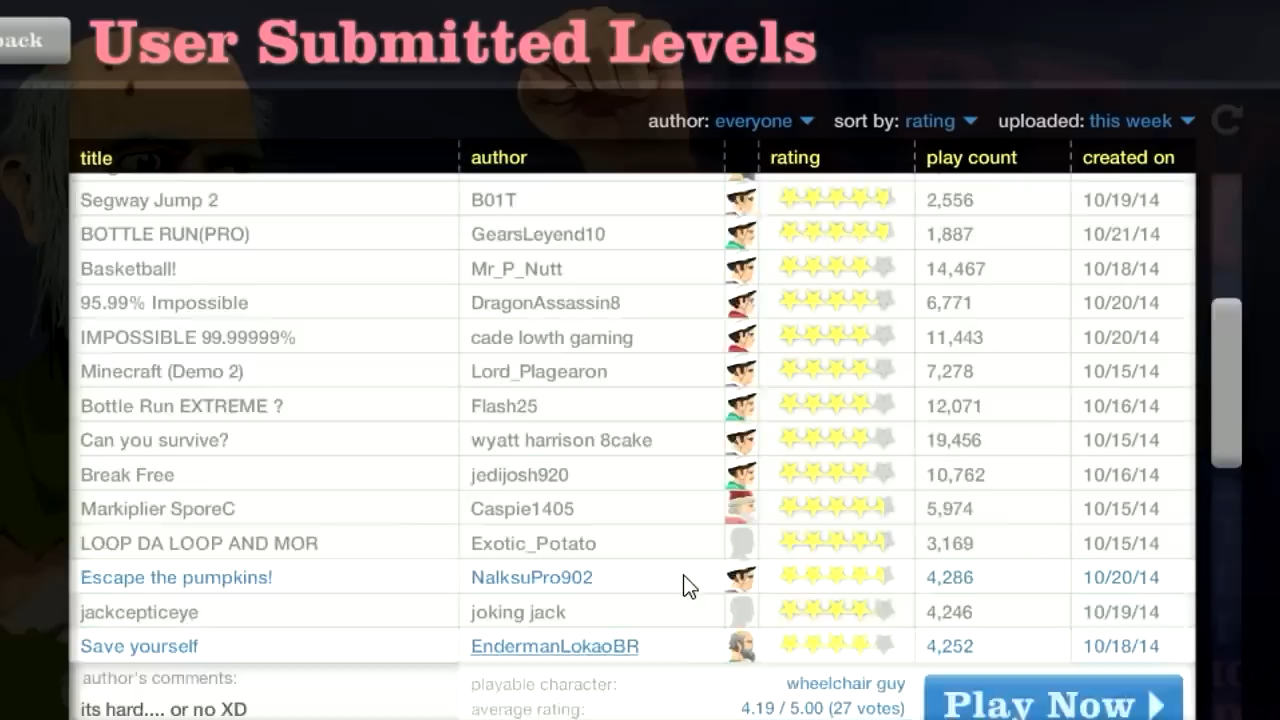 back
User Submitted Levels
author: everyone sort by: rating uploaded: this week
title author rating play count created on
Segway Jump 2 B01T 2,556 10/19/14
BOTTLE RUN(PRO) GearsLeyend10 1,887 10/21/14
Basketball! Mr_P_Nutt 14,467 10/18/14
95.99% Impossible DragonAssassin8 6,771 10/20/14
IMPOSSIBLE 99.99999% cade lowth gaming 11,443 10/20/14
Minecraft (Demo 2) Lord_Plagearon 7,278 10/15/14
Bottle Run EXTREME ? Flash25 12,071 10/16/14
Can you survive? wyatt harrison 8cake 19,456 10/15/14
Break Free jedijosh920 10,762 10/16/14
Markiplier SporeC Caspie1405 5,974 10/15/14
LOOP DA LOOP AND MOR Exotic_Potato 3,169 10/15/14
Escape the pumpkins! NalksuPro902 4,286 10/20/14
jackcepticeye joking jack 4,246 10/19/14
Save yourself EndermanLokaoBR 4,252 10/18/14
author's comments: playable character: wheelchair guy
its hard.... or no XD average rating: 4.19 / 5.00 (27 votes) Play Now